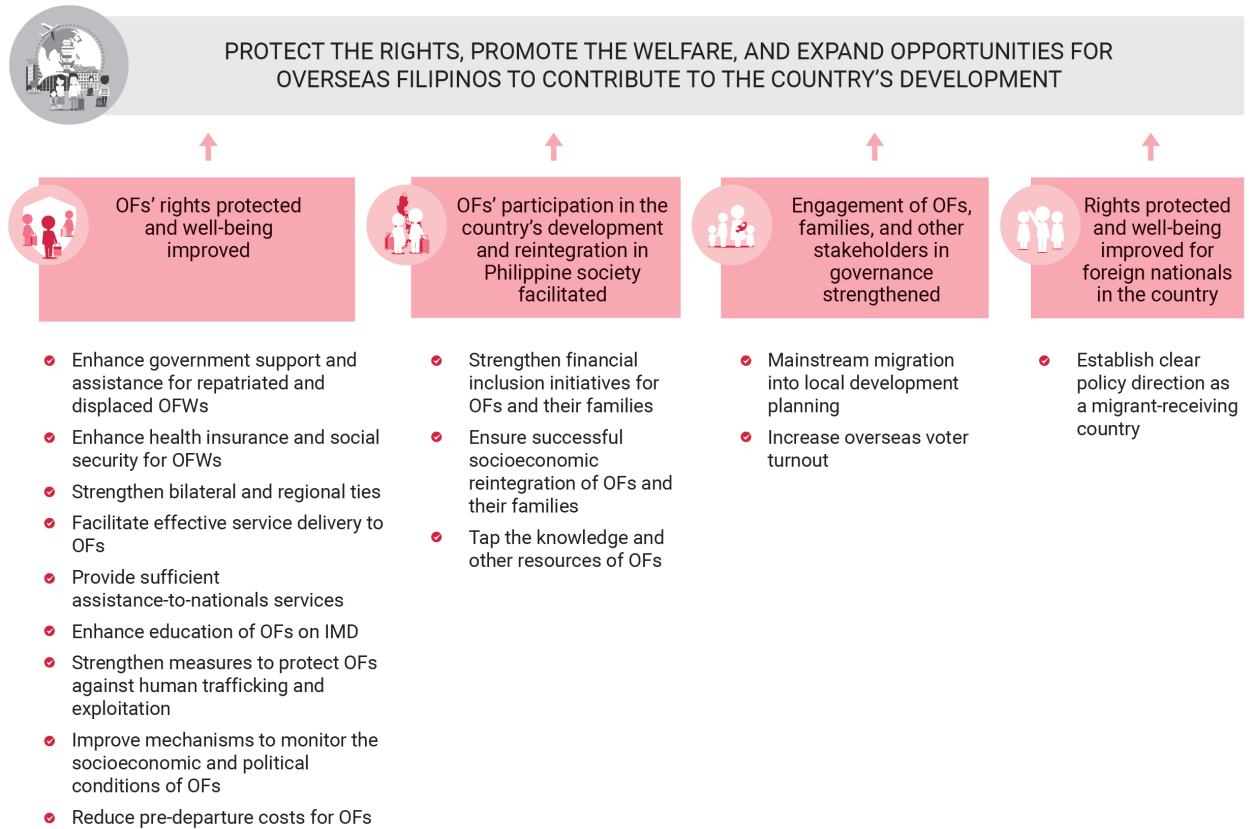 PROTECT THE RIGHTS, PROMOTE THE WELFARE, AND EXPAND OPPORTUNITIES FOR
OVERSEAS FILIPINOS TO CONTRIBUTE TO THE COUNTRY'S DEVELOPMENT
OFs' rights protected
and well-being
improved
Enhance government support and
assistance for repatriated and
displaced OFWs
Enhance health insurance and social
security for OFWs
Strengthen bilateral and regional ties
Facilitate effective service delivery to
OFs
Provide sufficient
assistance-to-nationals services
Enhance education of OFs on IMD
Strengthen measures to protect OFs
against human trafficking and
exploitation
Improve mechanisms to monitor the
socioeconomic and political
conditions of OFs
Reduce pre-departure costs for OFs
OFs' participation in the
country's development
and reintegration in
Philippine society
facilitated
Strengthen financial
inclusion initiatives for
OFs and their families
Ensure successful
socioeconomic
reintegration of OFs and
their families
Tap the knowledge and
other resources of OFs
Engagement of OFs,
families, and other
stakeholders in
governance
strengthened
Mainstream migration
into local development
planning
Increase overseas voter
turnout
Rights protected
and well-being
improved for
foreign nationals
in the country
Establish clear
policy direction as
a migrant-receiving
country